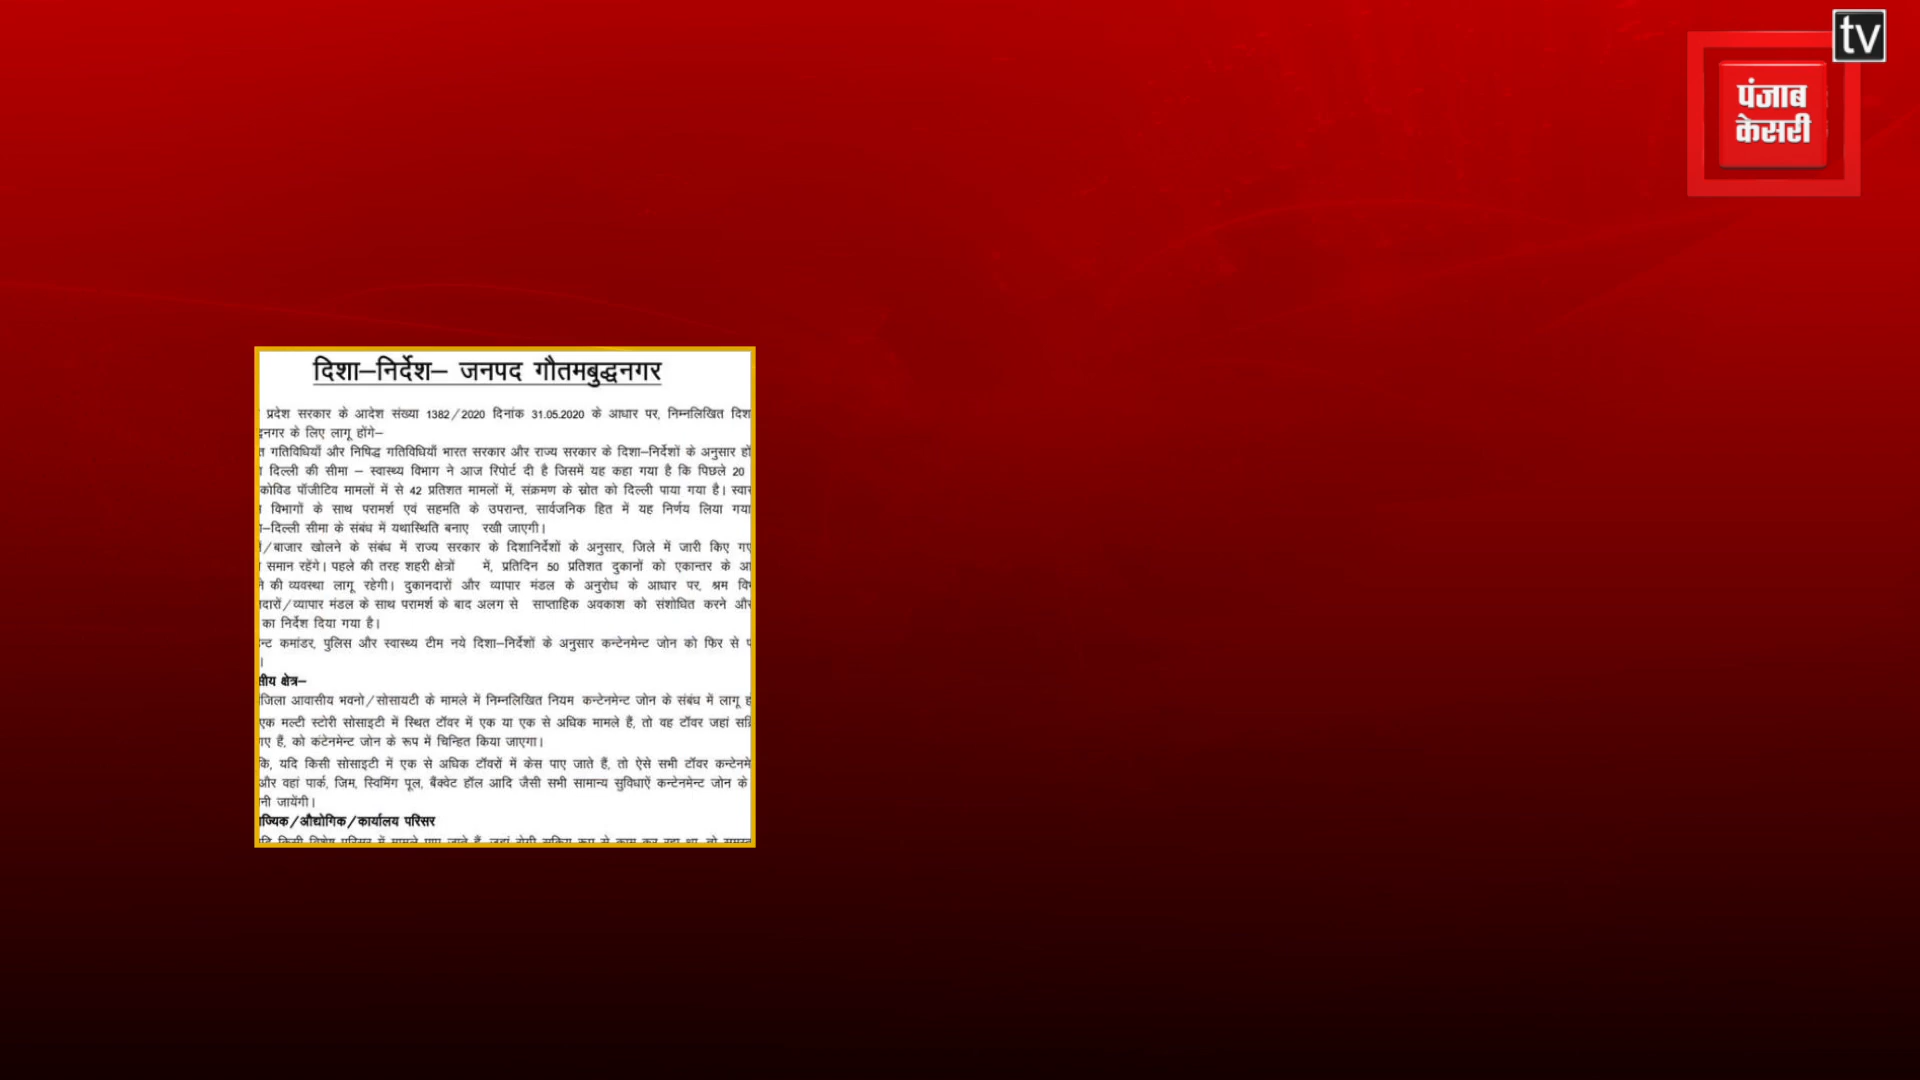 tv
पंजाब
केसरी
दिशा–निर्देश– जनपद गौतमबुद्धनगर
प्रदेश सरकार के आदेश संख्या 1382/2020 दिनांक 31.05.2020 के आधार पर, निम्नलिखित
के लिए लागू होंगे–
गतिविधियाँ और निषिद्ध गतिविधियाँ भारत सरकार और राज्य सरकार के दिशा–निर्देशों के अनुसार
दिल्ली की सीमा – स्वास्थ्य विभाग ने आज रिपोर्ट दी है जिसमें यह कहा गया है कि पिछले 20
कोविड पॉजीटिव मामलों में से 42 प्रतिशत मामलों में, संक्रमण के स्रोत को दिल्ली पाया गया है।
विभागों के साथ परामर्श एवं सहमति के उपरान्त, सार्वजनिक हित में यह निर्णय लिया गया
–दिल्ली सीमा के संबंध में यथास्थिति बनाए रखी जाएगी।
/बाजार खोलने के संबंध में राज्य सरकार के दिशानिर्देशों के अनुसार, जिले में जारी किए
समान रहेंगे। पहले की तरह शहरी क्षेत्रों में, प्रतिदिन 50 प्रतिशत दुकानों को एकान्तर के
की व्यवस्था लागू रहेगी। दुकानदारों और व्यापार मंडल के अनुरोध के आधार पर, श्रम
/व्यापार मंडल के साथ परामर्श के बाद अलग से साप्ताहिक अवकाश को संशोधित करने
का निर्देश दिया गया है।
कमांडर, पुलिस और स्वास्थ्य टीम नये दिशा–निर्देशों के अनुसार कन्टेनमेन्ट जोन को फिर से
।
क्षेत्र–
जिला आवासीय भवनो/सोसायटी के मामले में निम्नलिखित नियम कन्टेनमेन्ट जोन के संबंध में लागू
एक मल्टी स्टोरी सोसाइटी में स्थित टॉवर में एक या एक से अधिक मामले हैं, तो वह टॉवर जहां
हैं, को कंटेनमेन्ट जोन के रूप में चिन्हित किया जाएगा।
कि, यदि किसी सोसाइटी में एक से अधिक टॉवरों में केस पाए जाते हैं, तो ऐसे सभी टॉवर
और वहां पार्क, जिम, स्विमिंग पूल, बैंक्वेट हॉल आदि जैसी सभी सामान्य सुविधाऐं कन्टेनमेन्ट जोन के
जायेंगी।
/औद्योगिक/कार्यालय परिसर